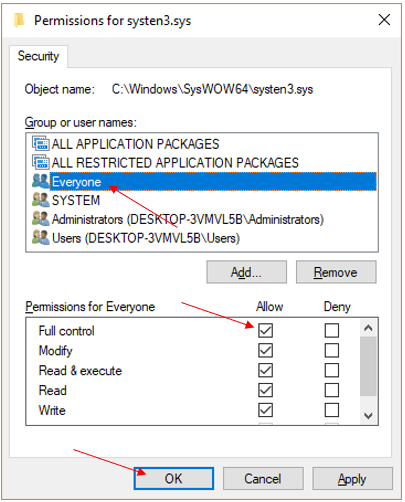 Permissions for systen3.sys
Security
Object name: C:\Windows\SysWOW64\systen3.sys
Group or user names:
ALL APPLICATION PACKAGES
ALL RESTRICTED APPLICATION PACKAGES
Everyone
SYSTEM
Administrators (DESKTOP-3VMVL5B\Administrators)
Users (DESKTOP-3VMVL5B\Users)
Add... Remove
Permissions for Everyone Allow Deny
Full control
Modify
Read & execute
Read
Write
OK Cancel Apply